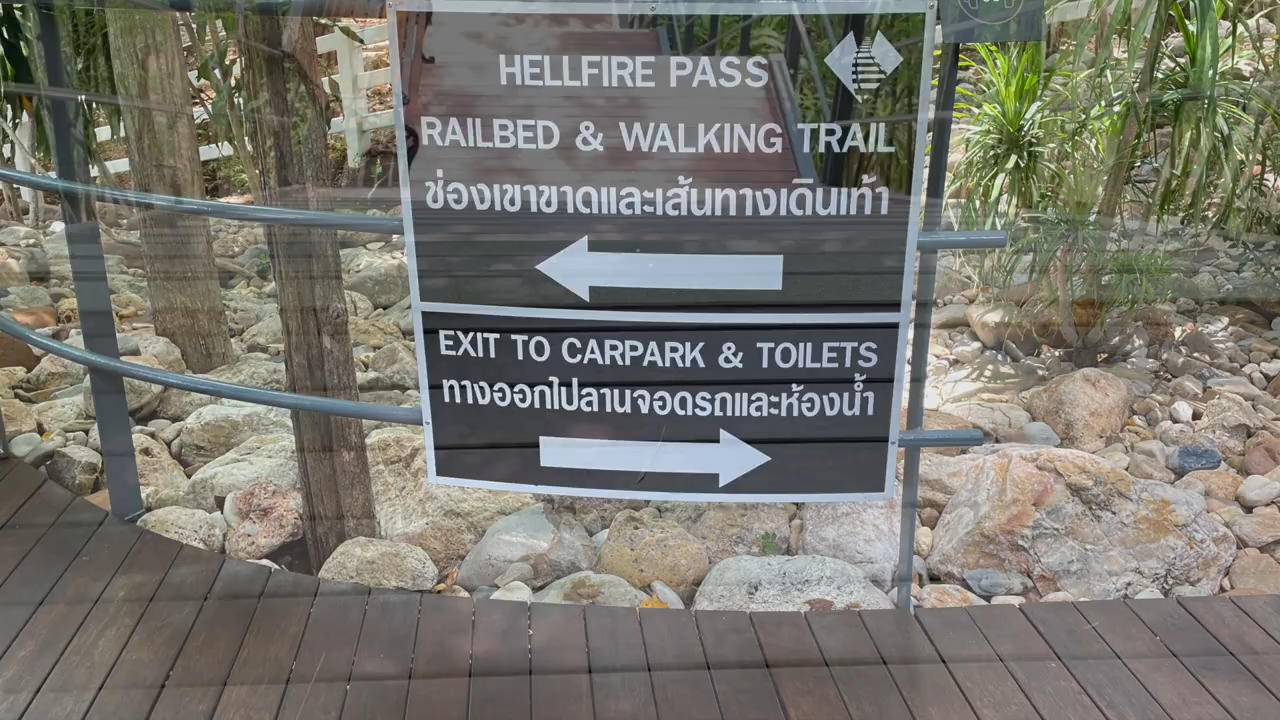 HELLFIRE PASS
RAILBED & WALKING TRAIL
ช่องเขาขาดและเส้นทางเดินเท้า
EXIT TO CARPARK & TOILETS
ทางออกไปลานจอดรถและห้องน้ำ